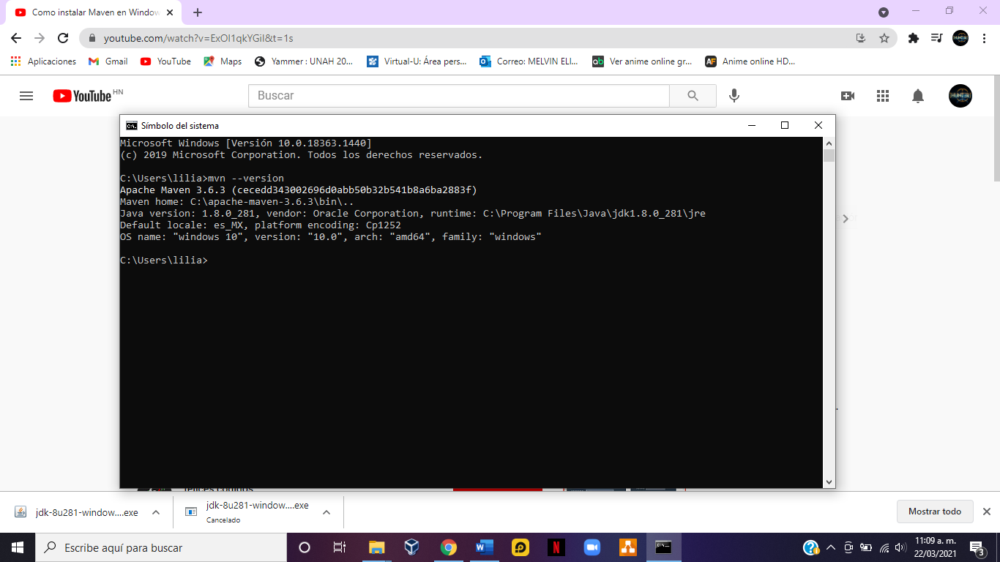 Como instalar Maven en Window
youtube.com/watch?v=ExOI1qkYGiI&t=1s
Aplicaciones
Gmail
YouTube
Maps
Yammer : UNAH 20...
Virtual-U: Área pers...
Correo: MELVIN ELI...
Ver anime online gr...
Anime online HD...
YouTube HN
Buscar
Símbolo del sistema
Microsoft Windows [Versión 10.0.18363.1440]
(c) 2019 Microsoft Corporation. Todos los derechos reservados.
C:\Users\lilia>mvn --version
Apache Maven 3.6.3 (cecedd343002696d0abb50b32b541b8a6ba2883f)
Maven home: C:\apache-maven-3.6.3\bin\..
Java version: 1.8.0_281, vendor: Oracle Corporation, runtime: C:\Program Files\Java\jdk1.8.0_281\jre
Default locale: es_MX, platform encoding: Cp1252
OS name: "windows 10", version: "10.0", arch: "amd64", family: "windows"
C:\Users\lilia>
jdk-8u281-window....exe
jdk-8u281-window....exe
Cancelado
Mostrar todo
Escribe aquí para buscar
11:09 a. m.
22/03/2021
3